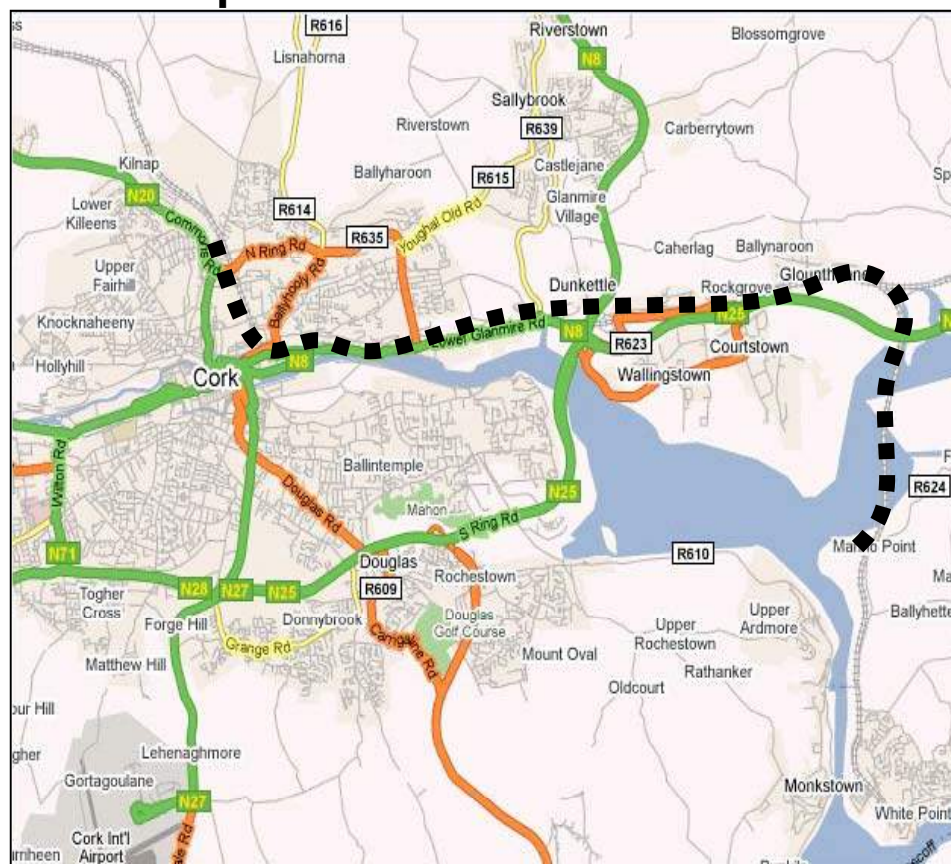 R616
Riverstown
Blossomgrove
Lisnahorna
N8
Sallybrook
Riverstown
R639
Carberrytown
Kilnap
Castlejane
Ballyharoon
R615
N20
Lower
Killeens
Commons Rd
R614
Glanmire
Village
Youghal Old Rd
R635
N Ring Rd
Caherlag
Ballynaroon
Upper
Fairhill
Ballyhooly Rd
Dunkettle
Rockgrove
Knocknaheeny
N25
Lower Glanmire Rd
N8
R623
Courtstown
Hollyhill
N8
Cork
Wallingstown
Wilton Rd
Ballintemple
Douglas Rd
Mahon
N25
R624
S Ring Rd
N71
R610
Douglas
Rochestown
N28
N27
N25
R609
Togher
Cross
Donnybrook
Forge Hill
Douglas
Golf Course
Upper
Ardmore
Upper
Rochestown
Grange Rd
Carrigaline Rd
Matthew Hill
Mount Oval
Rathanker
Oldcourt
Lehenaghmore
Gortagoulane
Monkstown
N27
White Point
Cork Int'l
Airport